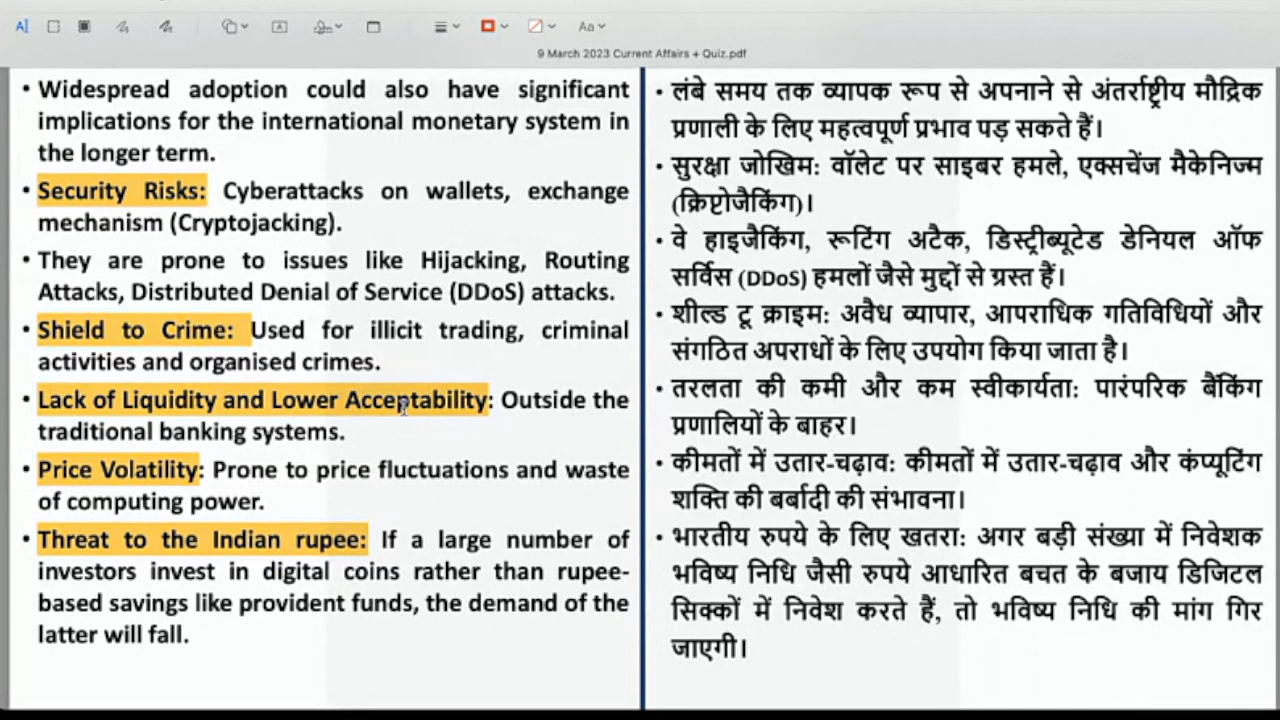 Aa
9 March 2023 Current Affairs + Quiz.pdf
• Widespread adoption could also have significant
implications for the international monetary system in
the longer term.
• Security Risks: Cyberattacks on wallets, exchange
mechanism (Cryptojacking).
• They are prone to issues like Hijacking, Routing
Attacks, Distributed Denial of Service (DDoS) attacks.
• Shield to Crime: Used for illicit trading, criminal
activities and organised crimes.
• Lack of Liquidity and Lower Acceptability: Outside the
traditional banking systems.
• Price Volatility: Prone to price fluctuations and waste
of computing power.
• Threat to the Indian rupee: If a large number of
investors invest in digital coins rather than rupee-
based savings like provident funds, the demand of the
latter will fall.
• लंबे समय तक व्यापक रूप से अपनाने से अंतर्राष्ट्रीय मौद्रिक
प्रणाली के लिए महत्वपूर्ण प्रभाव पड़ सकते हैं।
• सुरक्षा जोखिम: वॉलेट पर साइबर हमले, एक्सचेंज मैकेनिज्म
(क्रिप्टोजैकिंग)।
• वे हाइजैकिंग, रूटिंग अटैक, डिस्ट्रीब्यूटेड डेनियल ऑफ
सर्विस (DDoS) हमलों जैसे मुद्दों से ग्रस्त हैं।
• शील्ड टू क्राइम: अवैध व्यापार, आपराधिक गतिविधियों और
संगठित अपराधों के लिए उपयोग किया जाता है।
• तरलता की कमी और कम स्वीकार्यता: पारंपरिक बैंकिंग
प्रणालियों के बाहर।
• कीमतों में उतार-चढ़ाव: कीमतों में उतार-चढ़ाव और कंप्यूटिंग
शक्ति की बर्बादी की संभावना।
• भारतीय रुपये के लिए खतरा: अगर बड़ी संख्या में निवेशक
भविष्य निधि जैसी रुपये आधारित बचत के बजाय डिजिटल
सिक्कों में निवेश करते हैं, तो भविष्य निधि की मांग गिर
जाएगी।